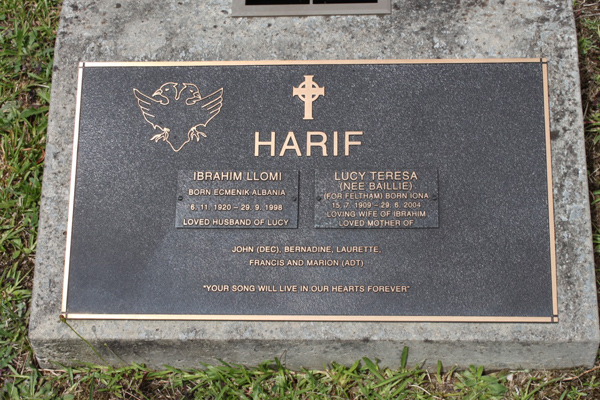 HARIF
IBRAHIM LLOMI
BORN ECMENIK ALBANIA
6. 11. 1920 – 29. 9. 1998
LOVED HUSBAND OF LUCY
LUCY TERESA
(NEE BAILLIE)
(FOR FELTHAM) BORN IONA
15. 7. 1909 – 29. 6. 2004
LOVING WIFE OF IBRAHIM
LOVED MOTHER OF
JOHN (DEC), BERNADINE, LAURETTE,
FRANCIS AND MARION (ADT)
"YOUR SONG WILL LIVE IN OUR HEARTS FOREVER"